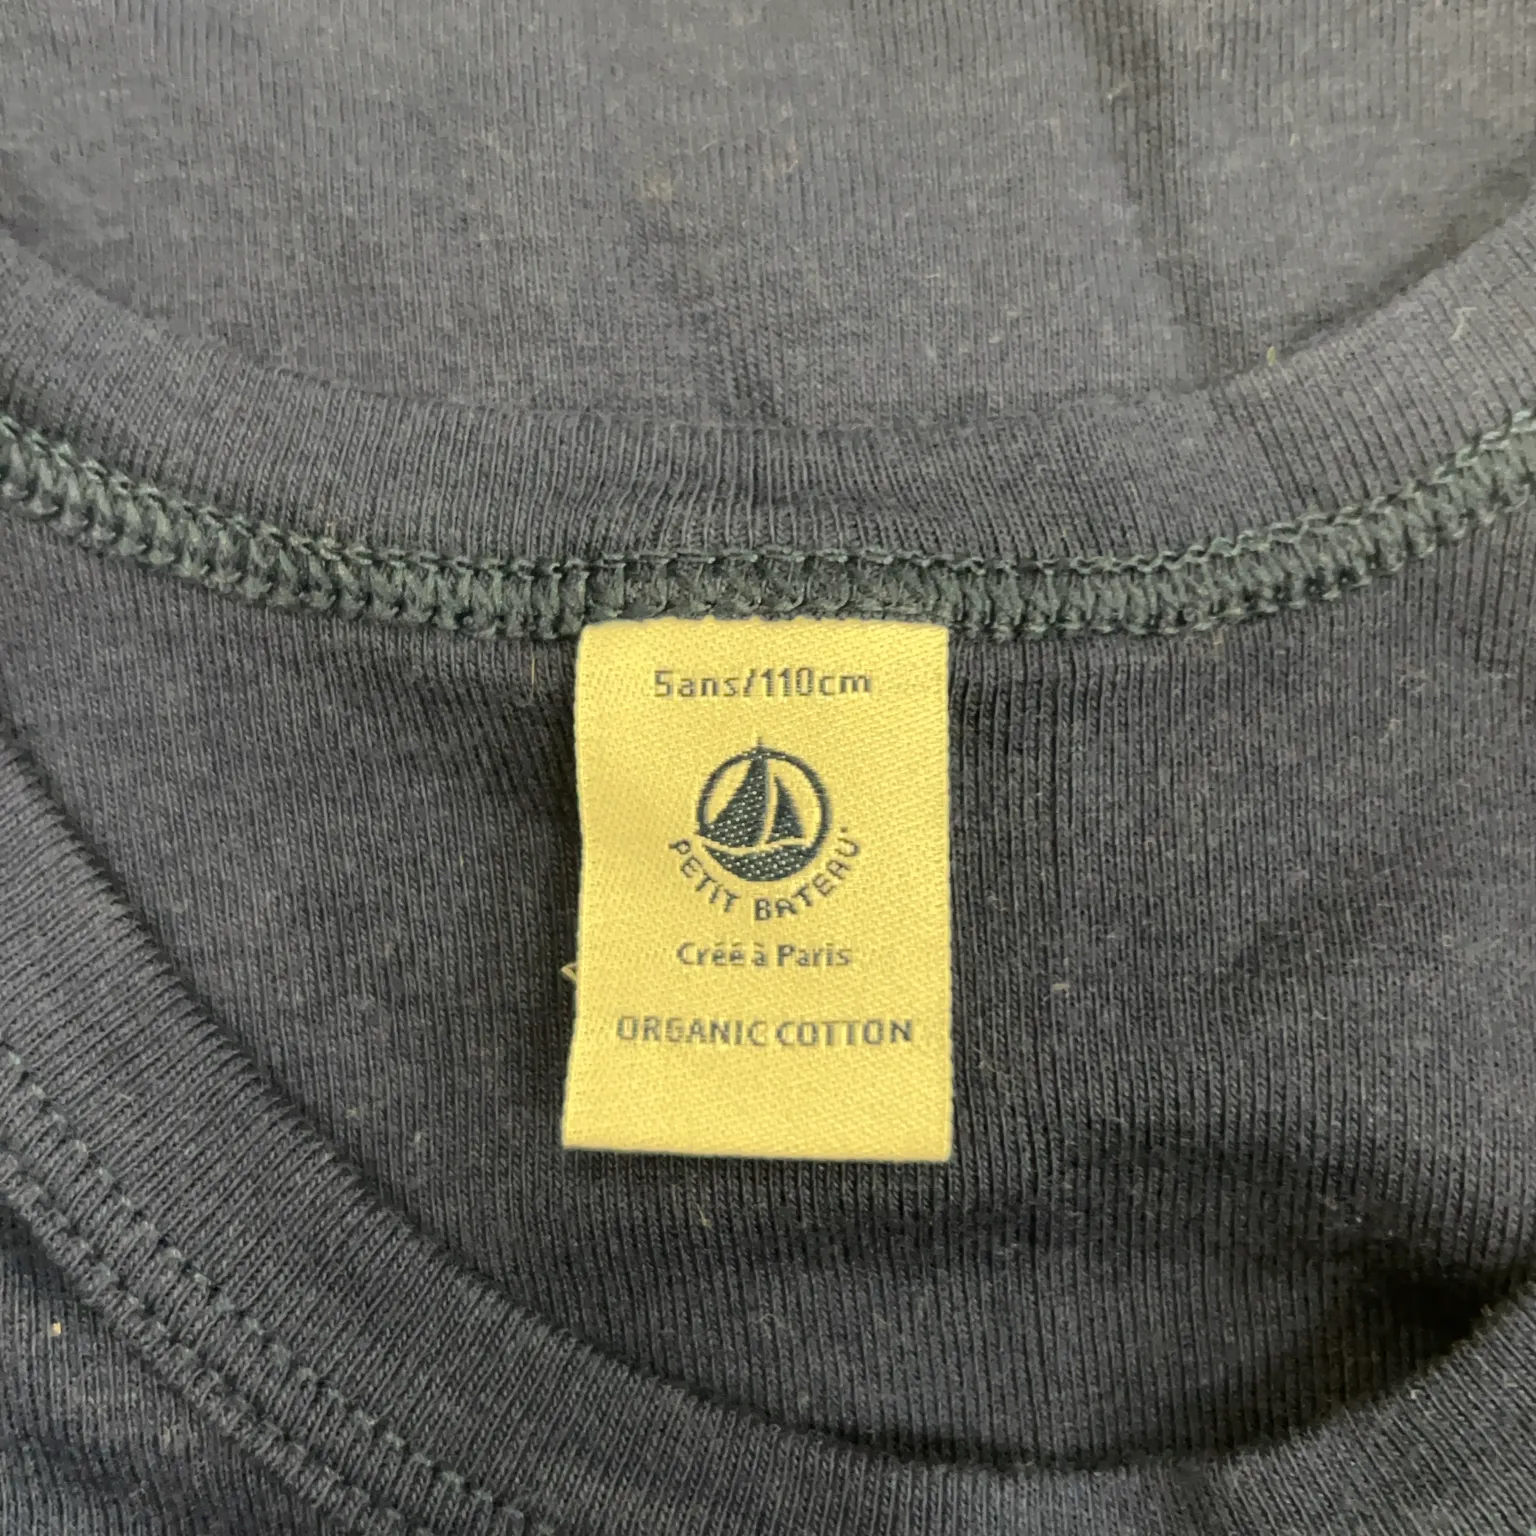 5ans/110cm
PETIT BATEAU
Créé à Paris
ORGANIC COTTON